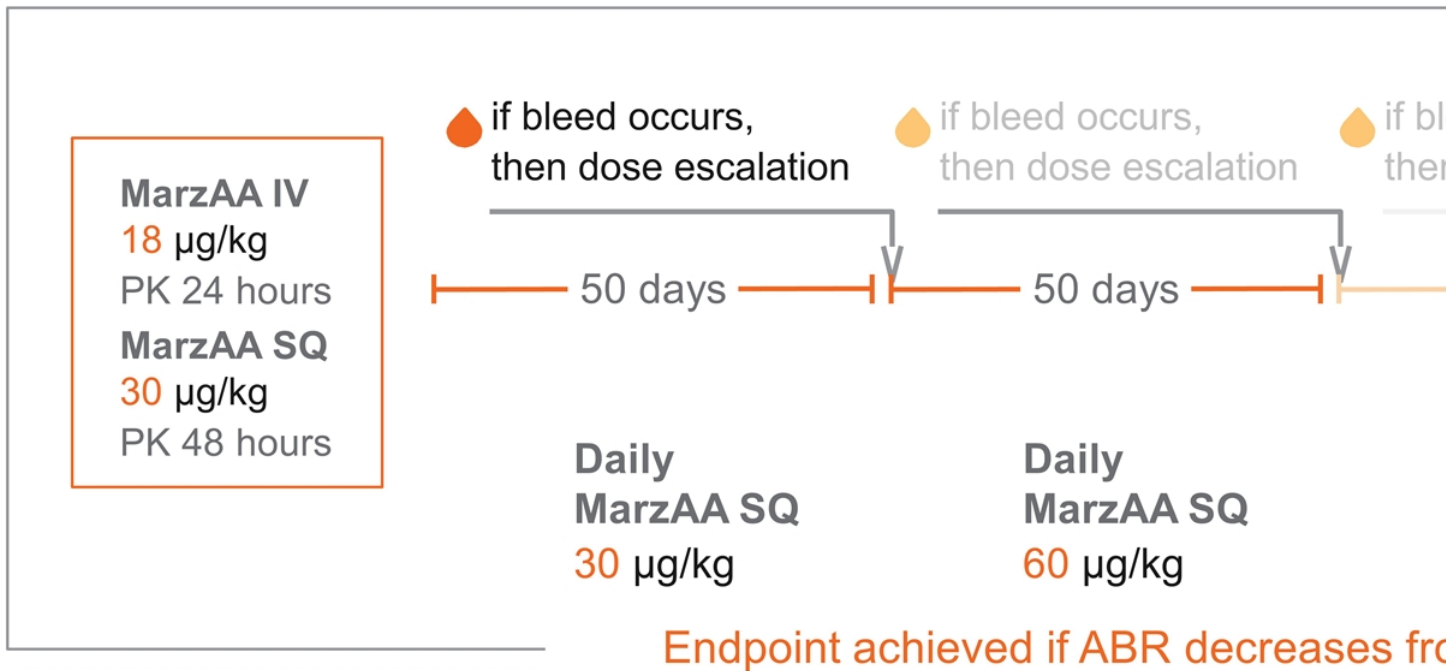 if bleed occurs,
then dose escalation
if bleed occurs,
then dose escalation
if
MarzAA IV
18 µg/kg
PK 24 hours
MarzAA SQ
30 µg/kg
PK 48 hours
50 days
50 days
Daily
MarzAA SQ
30 µg/kg
Daily
MarzAA SQ
60 µg/kg
Endpoint achieved if ABR decreases